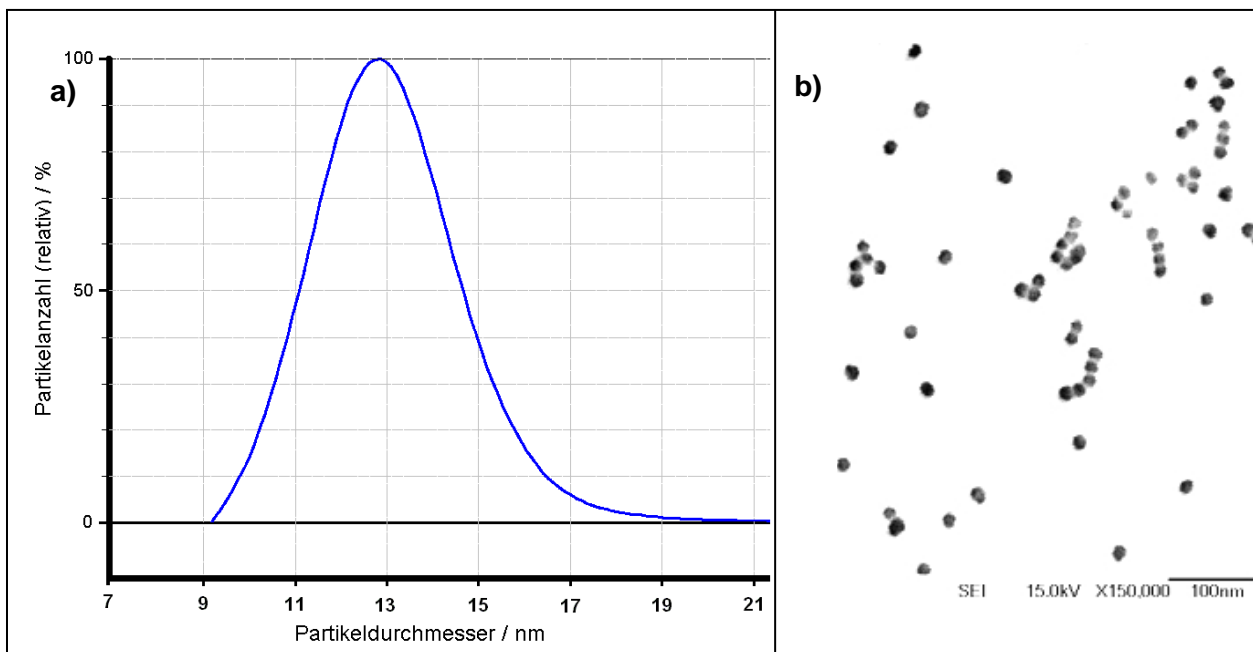 a)
Partikelanzahl (relativ) / %
100
50
0
7 9 11 13 15 17 19 21
Partikeldurchmesser / nm
b)
SEI 15.0kV X150,000 100nm